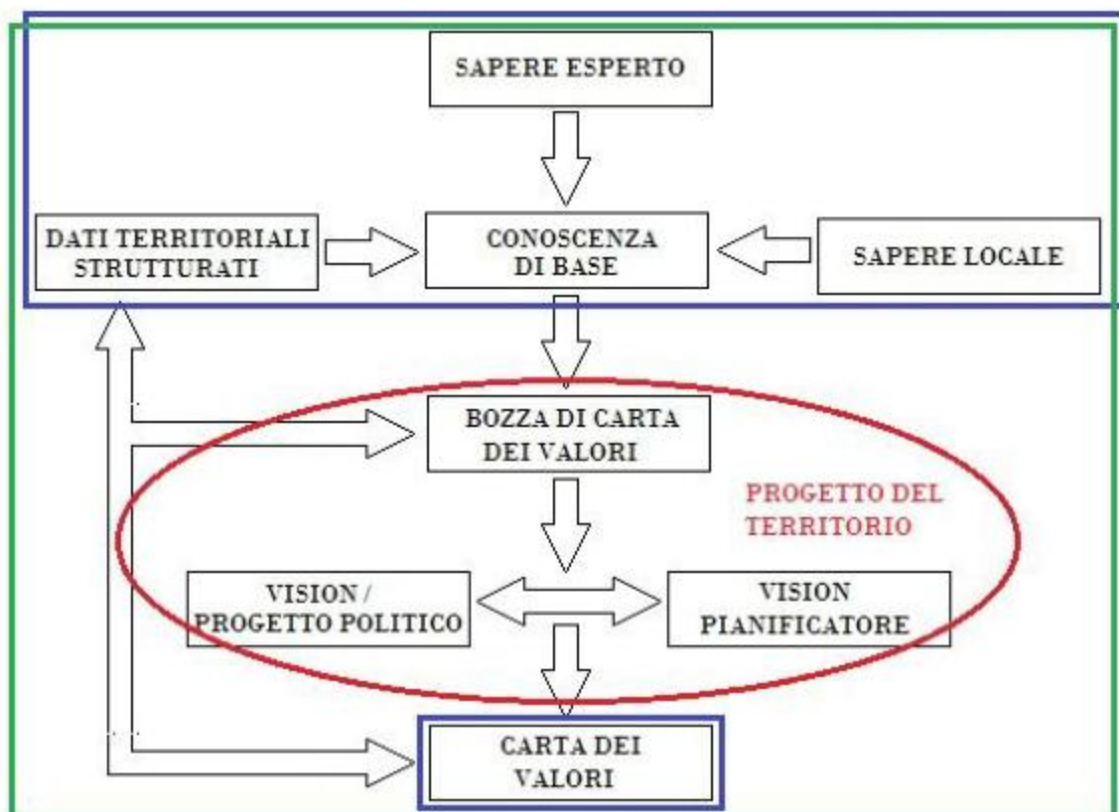 SAPERE ESPERTO
DATI TERRITORIALI
STRUTTURATI
CONOSCENZA
DI BASE
SAPERE LOCALE
BOZZA DI CARTA
DEI VALORI
PROGETTO DEL
TERRITORIO
VISION /
PROGETTO POLITICO
VISION
PIANIFICATORE
CARTA DEI
VALORI